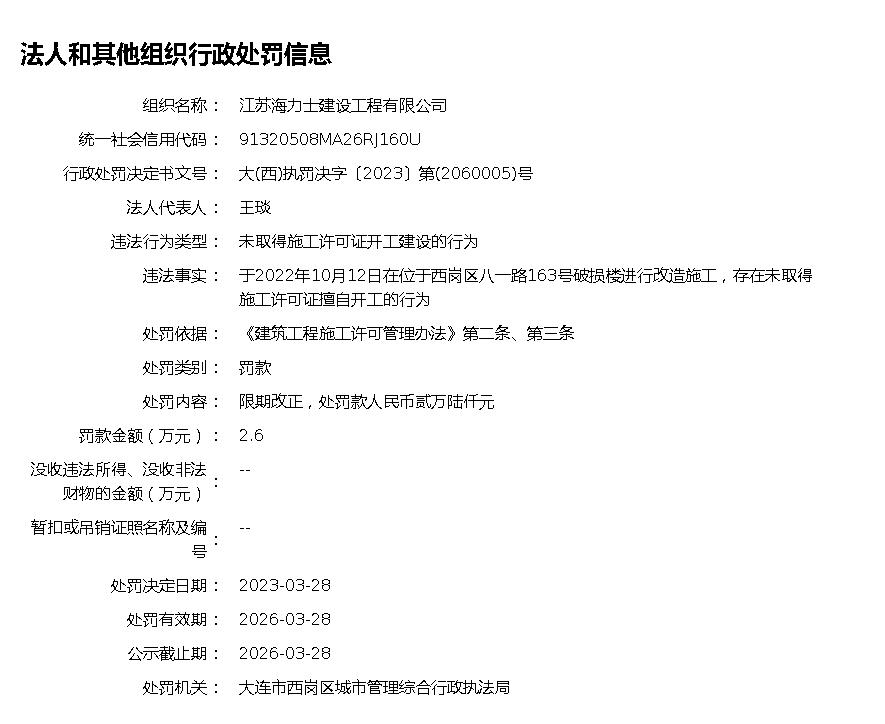 法人和其他组织行政处罚信息
组织名称： 江苏海力士建设工程有限公司
统一社会信用代码： 91320508MA26RJ160U
行政处罚决定书文号： 大(西)执罚决字〔2023〕第(2060005)号
法人代表人： 王琰
违法行为类型： 未取得施工许可证开工建设的行为
违法事实： 于2022年10月12日在位于西岗区八一路163号破损楼进行改造施工，存在未取得
施工许可证擅自开工的行为
处罚依据： 《建筑工程施工许可管理办法》第二条、第三条
处罚类别： 罚款
处罚内容： 限期改正，处罚款人民币贰万陆仟元
罚款金额（万元）： 2.6
没收违法所得、没收非法 --
财物的金额（万元）：
暂扣或吊销证照名称及编 --
号：
处罚决定日期： 2023-03-28
处罚有效期： 2026-03-28
公示截止期： 2026-03-28
处罚机关： 大连市西岗区城市管理综合行政执法局